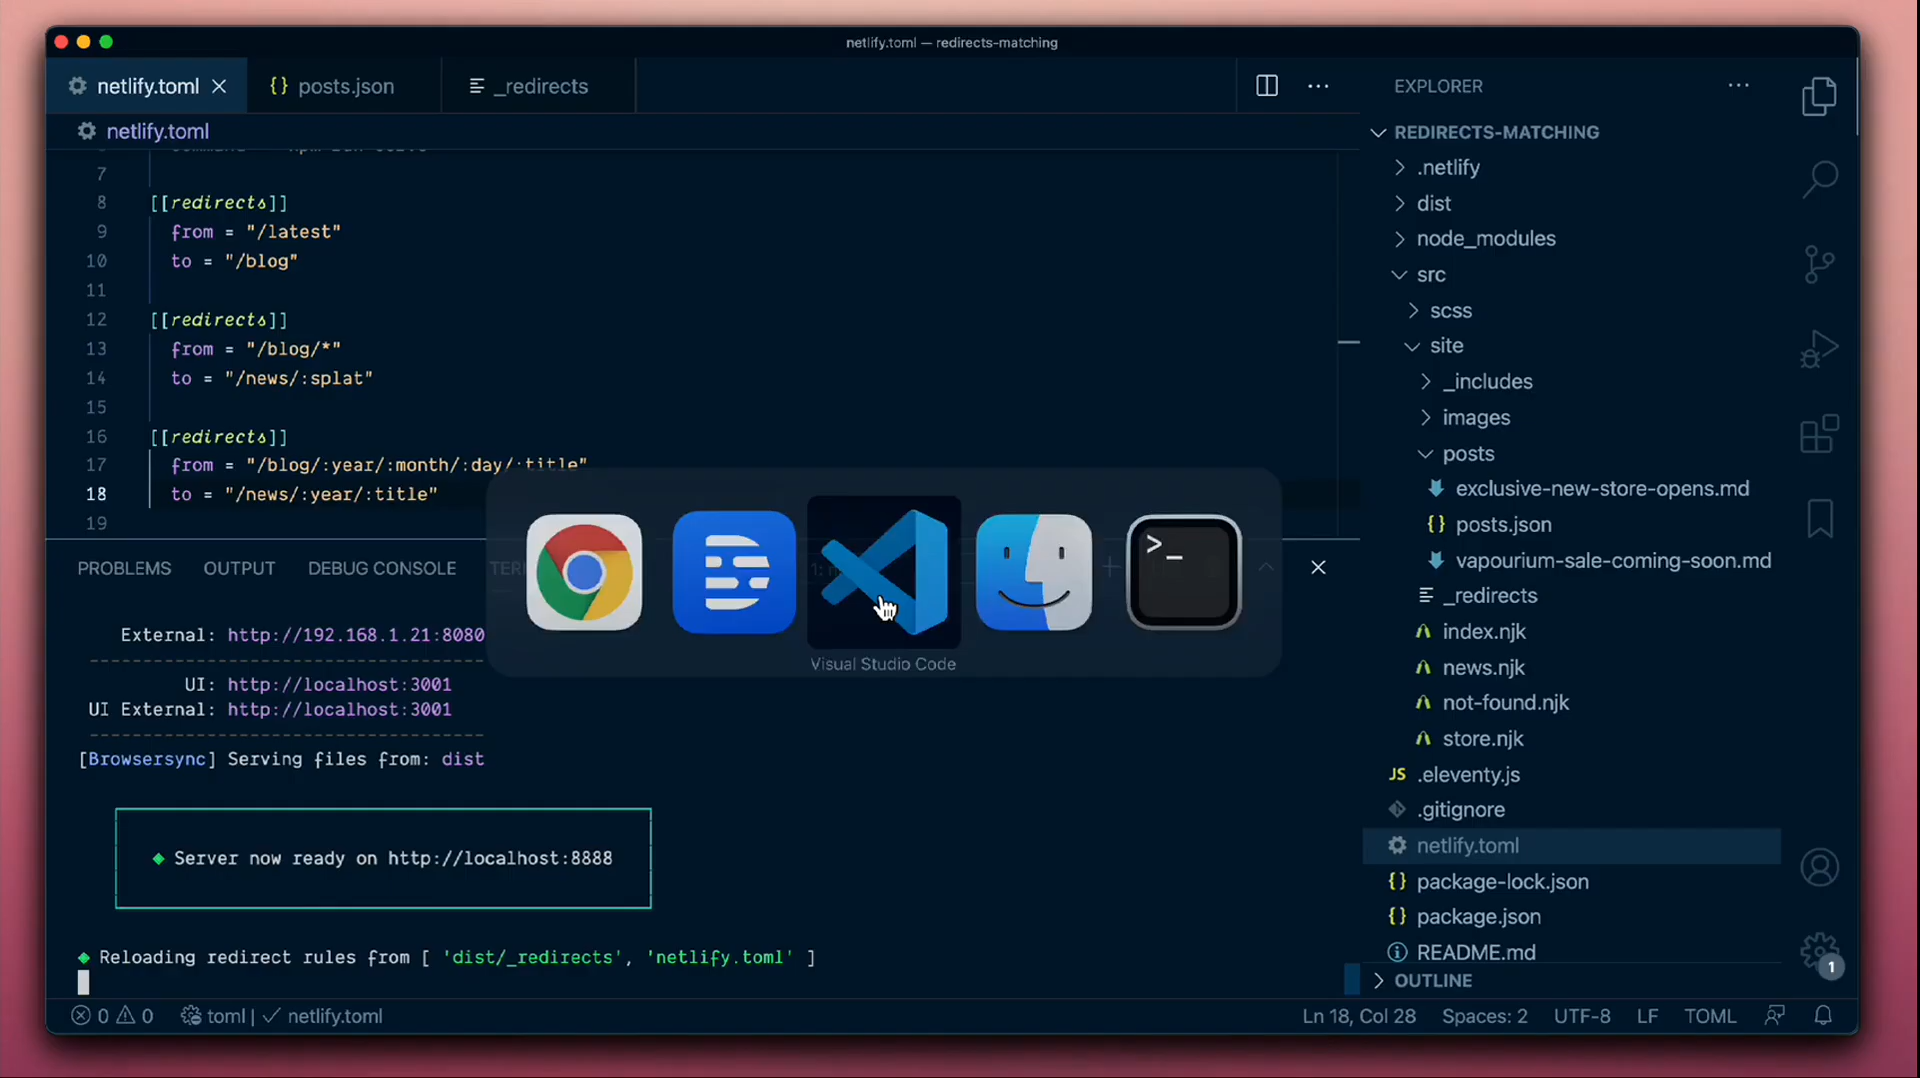 netlify.toml — redirects-matching
netlify.toml
posts.json
_redirects
netlify.toml
7
8 [[redirects]]
9 from = "/latest"
10 to = "/blog"
11
12 [[redirects]]
13 from = "/blog/*"
14 to = "/news/:splat"
15
16 [[redirects]]
17 from = "/blog/:year/:month/:day/:title"
18 to = "/news/:year/:title"
19
PROBLEMS OUTPUT DEBUG CONSOLE
External: http://192.168.1.21:8080
UI: http://localhost:3001
UI External: http://localhost:3001
[Browsersync] Serving files from: dist
◆ Server now ready on http://localhost:8888
◆ Reloading redirect rules from [ 'dist/_redirects', 'netlify.toml' ]
Visual Studio Code
>_
EXPLORER
REDIRECTS-MATCHING
.netlify
dist
node_modules
src
scss
site
_includes
images
posts
exclusive-new-store-opens.md
{} posts.json
vapourium-sale-coming-soon.md
_redirects
index.njk
news.njk
not-found.njk
store.njk
JS .eleventy.js
.gitignore
netlify.toml
{} package-lock.json
{} package.json
README.md
OUTLINE
1
0 0 toml | ✓ netlify.toml
Ln 18, Col 28 Spaces: 2 UTF-8 LF TOML